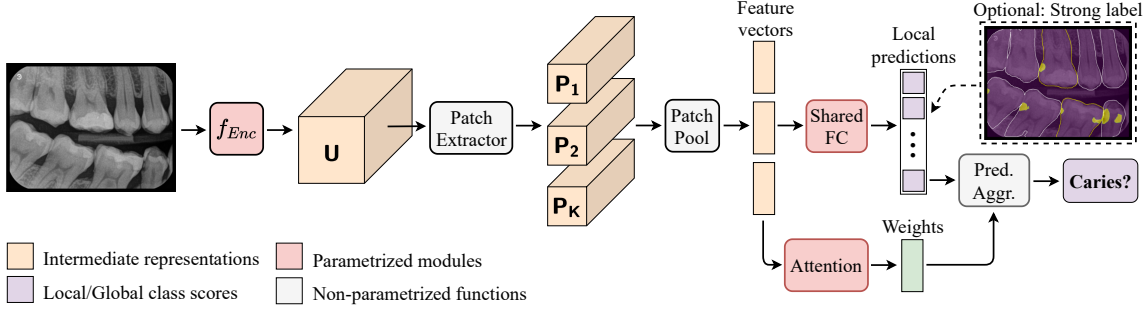 Optional: Strong label
Feature
vectors
Local
predictions
3
f_Enc
U
Patch
Extractor
P_1
P_2
P_K
Patch
Pool
Shared
FC
Pred.
Aggr.
Caries?
Weights
Attention
Intermediate representations
Parametrized modules
Local/Global class scores
Non-parametrized functions